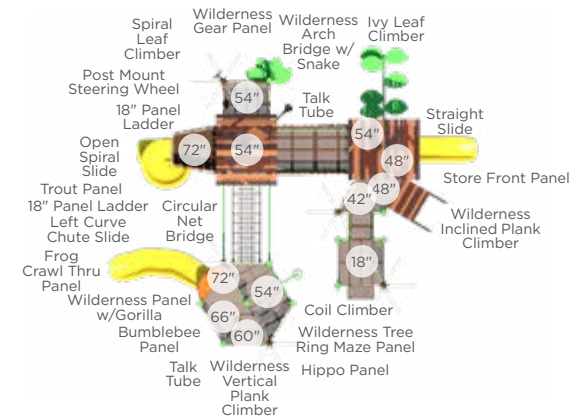 Spiral
Leaf
Climber
Wilderness
Gear Panel
Wilderness
Arch
Bridge w/
Snake
Ivy Leaf
Climber
Post Mount
Steering Wheel
18" Panel
Ladder
Talk
Tube
Straight
Slide
Open
Spiral
Slide
54"
72"
54"
54"
48"
48"
42"
18"
Store Front Panel
Trout Panel
18" Panel Ladder
Left Curve
Chute Slide
Circular
Net
Bridge
Wilderness
Inclined Plank
Climber
Frog
Crawl Thru
Panel
72"
54"
66"
60"
Wilderness Panel
w/Gorilla
Coil Climber
Bumblebee
Panel
Wilderness Tree
Ring Maze Panel
Talk
Tube
Wilderness
Vertical
Plank
Climber
Hippo Panel